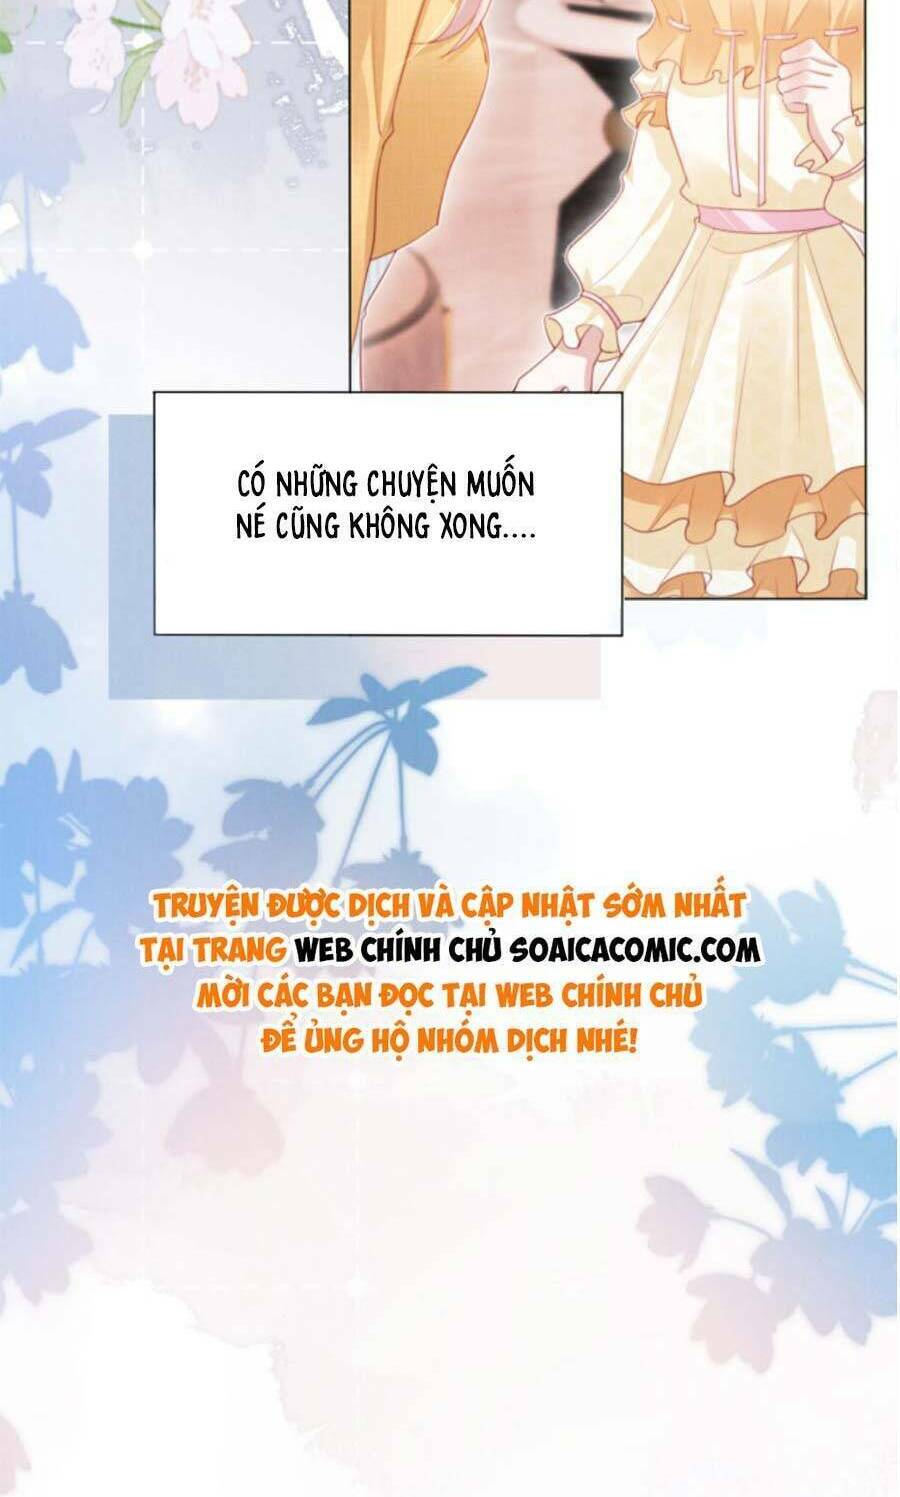 CÓ NHỮNG CHUYỆN MUỐN
NÉ CŨNG KHÔNG XONG....
TRUYỆN ĐƯỢC DỊCH VÀ CẬP NHẬT SỚM NHẤT
TẠI TRANG WEB CHÍNH CHỦ SOAICACOMIC.COM
MỜI CÁC BẠN ĐỌC TẠI WEB CHÍNH CHỦ
ĐỂ ỦNG HỘ NHÓM DỊCH NHÉ!